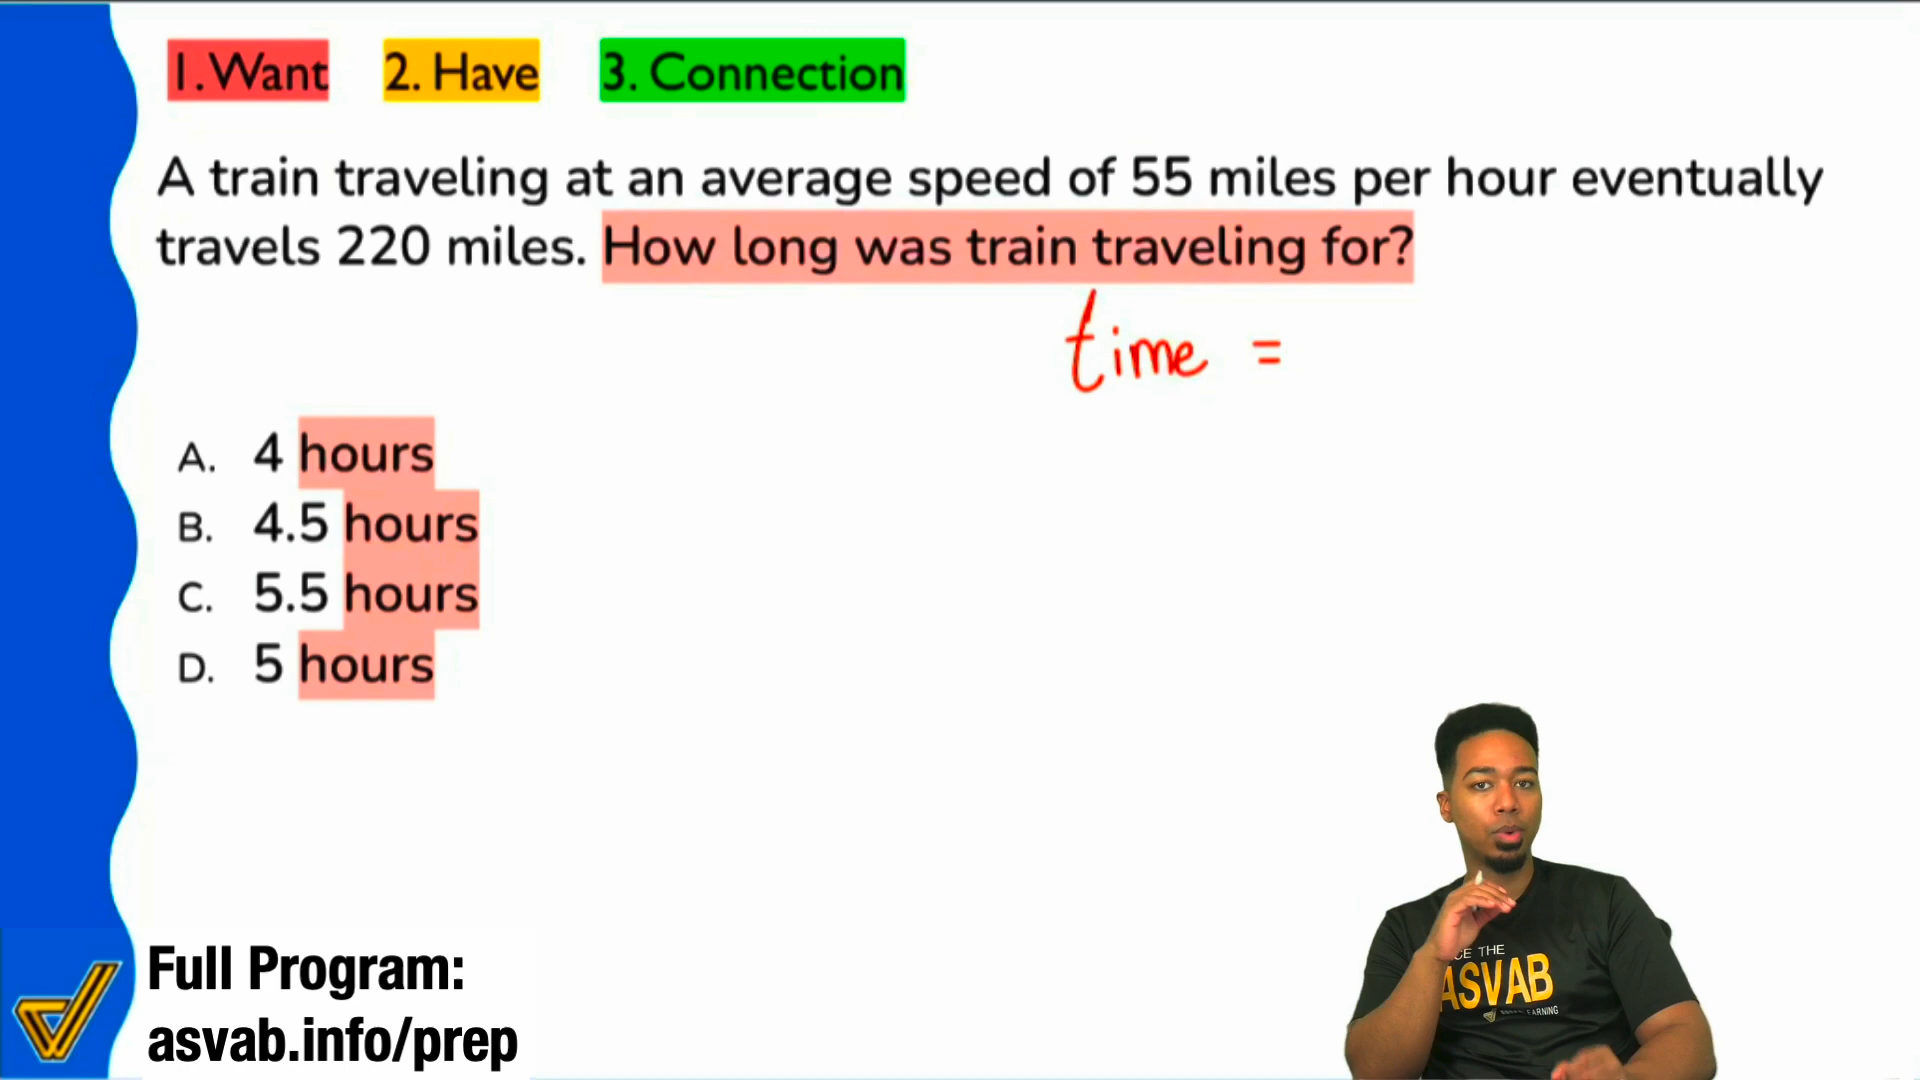 1. Want 2. Have 3. Connection
A train traveling at an average speed of 55 miles per hour eventually
travels 220 miles. How long was train traveling for?
time =
A. 4 hours
B. 4.5 hours
C. 5.5 hours
D. 5 hours
Full Program:
asvab.info/prep
CE THE
ASVAB